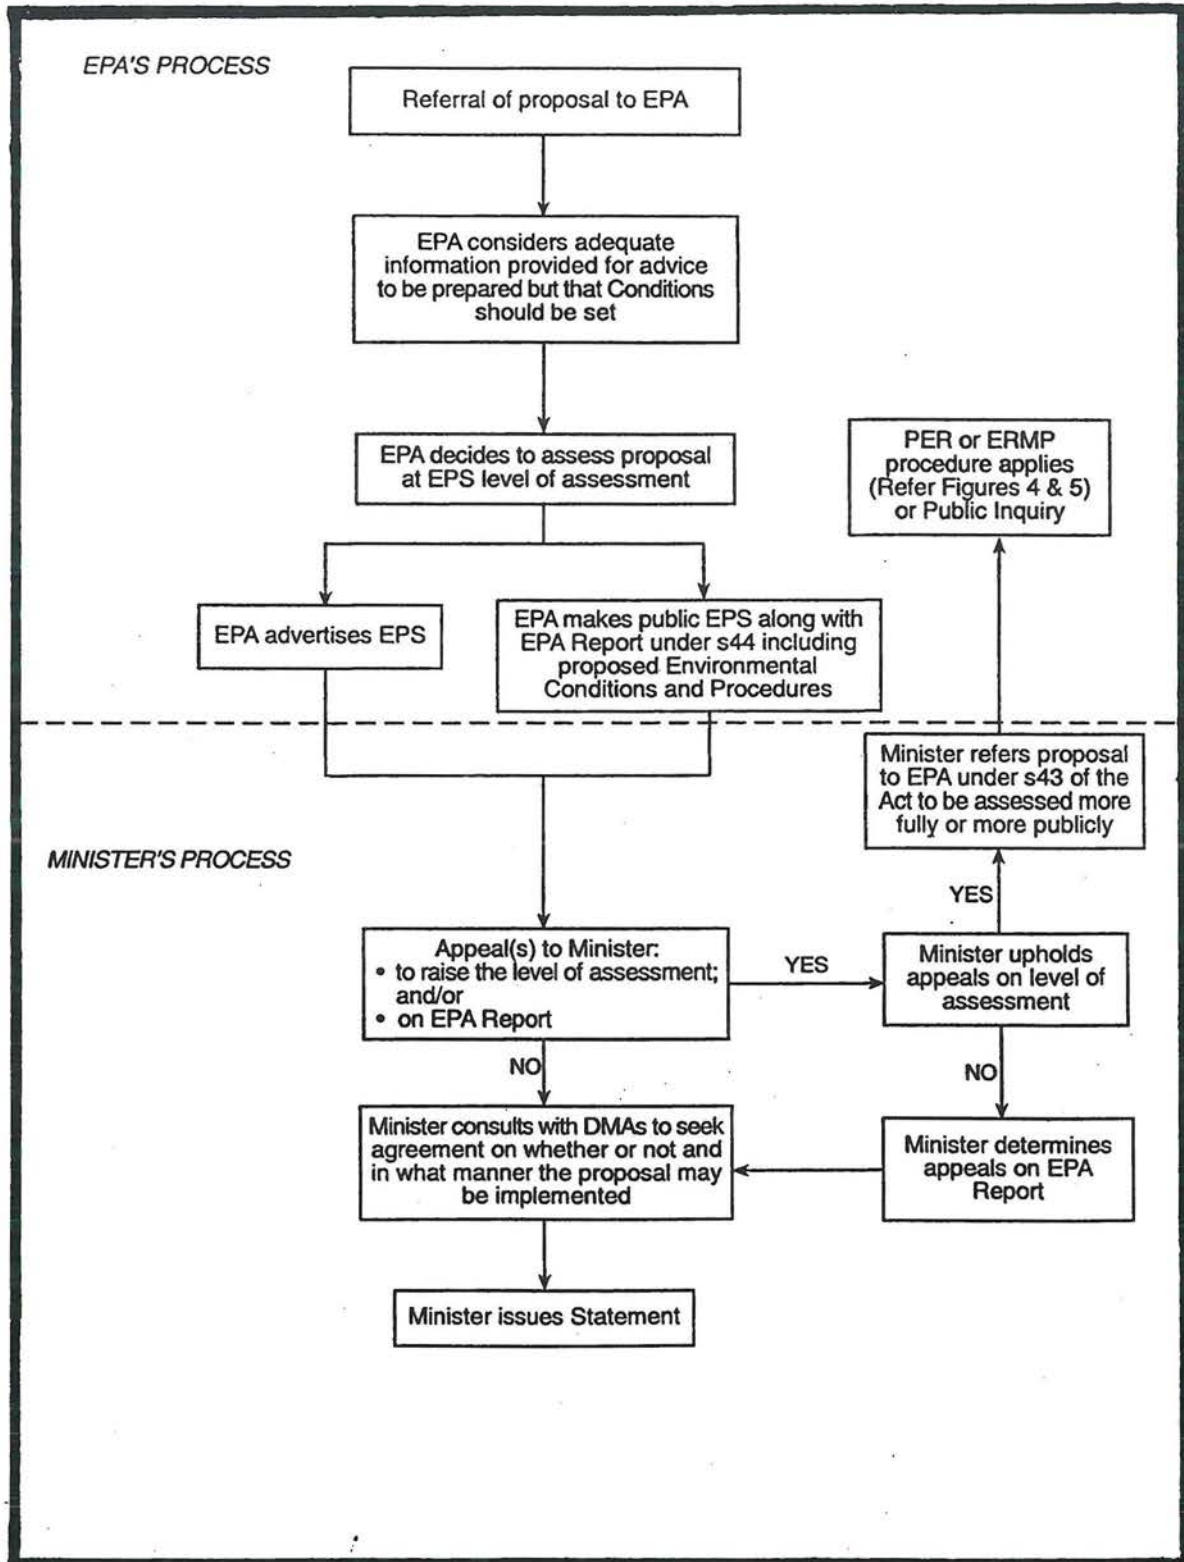 EPA'S PROCESS
Referral of proposal to EPA
EPA considers adequate
information provided for advice
to be prepared but that Conditions
should be set
EPA decides to assess proposal
at EPS level of assessment
PER or ERMP
procedure applies
(Refer Figures 4 & 5)
or Public Inquiry
EPA advertises EPS
EPA makes public EPS along with
EPA Report under s44 including
proposed Environmental
Conditions and Procedures
Minister refers proposal
to EPA under s43 of the
Act to be assessed more
fully or more publicly
MINISTER'S PROCESS
YES
Appeal(s) to Minister:
• to raise the level of assessment;
and/or
• on EPA Report
YES
Minister upholds
appeals on level of
assessment
NO
NO
Minister consults with DMAs to seek
agreement on whether or not and
in what manner the proposal may
be implemented
Minister determines
appeals on EPA
Report
Minister issues Statement